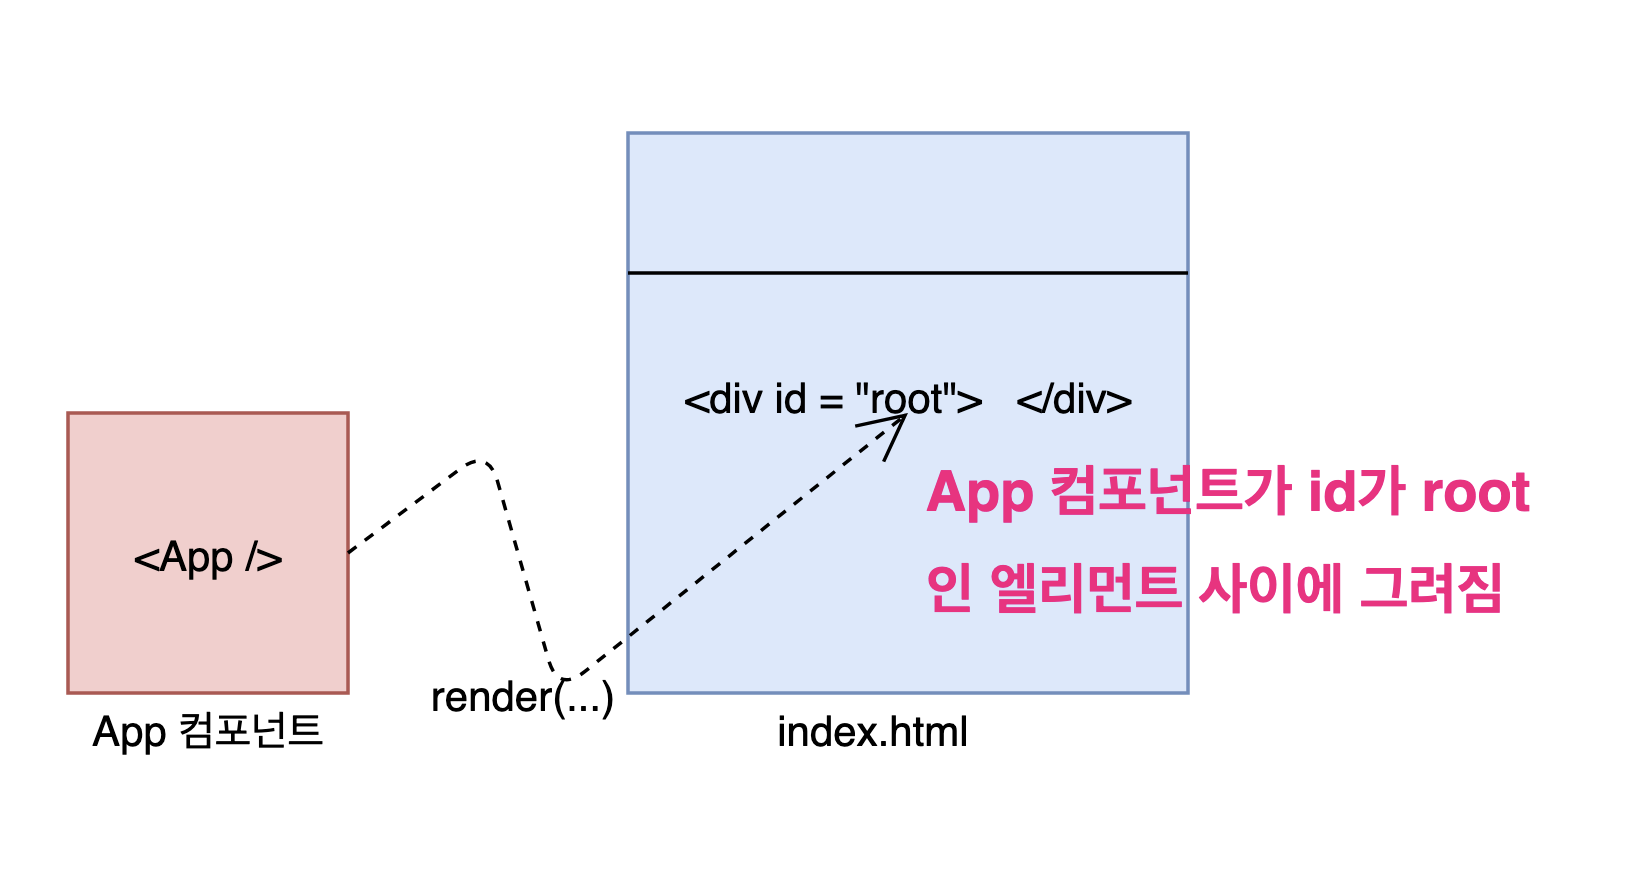 <div id = "root">   </div>
App 컴포넌트가 id가 root
인 엘리먼트 사이에 그려짐
<App />
render(...)
App 컴포넌트
index.html